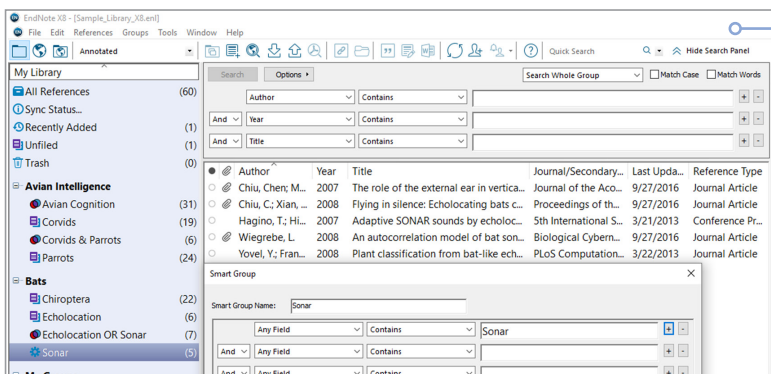 EndNote X8 - [Sample_Library_X8.enl]
File Edit References Groups Tools Window Help
Annotated Quick Search Hide Search Panel
My Library
All References (60)
Sync Status...
Recently Added (1)
Unfiled (1)
Trash (0)
Avian Intelligence
Avian Cognition (31)
Corvids (19)
Corvids & Parrots (6)
Parrots (24)
Bats
Chiroptera (22)
Echolocation (6)
Echolocation OR Sonar (7)
Sonar (5)
Search Options Search Whole Group Match Case Match Words
Author Contains + -
And Year Contains + -
And Title Contains + -
Author Year Title Journal/Secondary... Last Upda... Reference Type
Chiu, Chen; M... 2007 The role of the external ear in vertica... Journal of the Aco... 9/27/2016 Journal Article
Chiu, C.; Xian, ... 2008 Flying in silence: Echolocating bats c... Proceedings of th... 9/27/2016 Journal Article
Hagino, T.; Hi... 2007 Adaptive SONAR sounds by echoloc... 5th International S... 3/21/2013 Conference Pr...
Wiegrebe, L. 2008 An autocorrelation model of bat son... Biological Cybern... 9/27/2016 Journal Article
Yovel, Y.; Fran... 2008 Plant classification from bat-like ech... PLoS Computation... 3/22/2013 Journal Article
Smart Group
Smart Group Name: Sonar
Any Field Contains Sonar + -
And Any Field Contains + -
And Any Field Contains + -